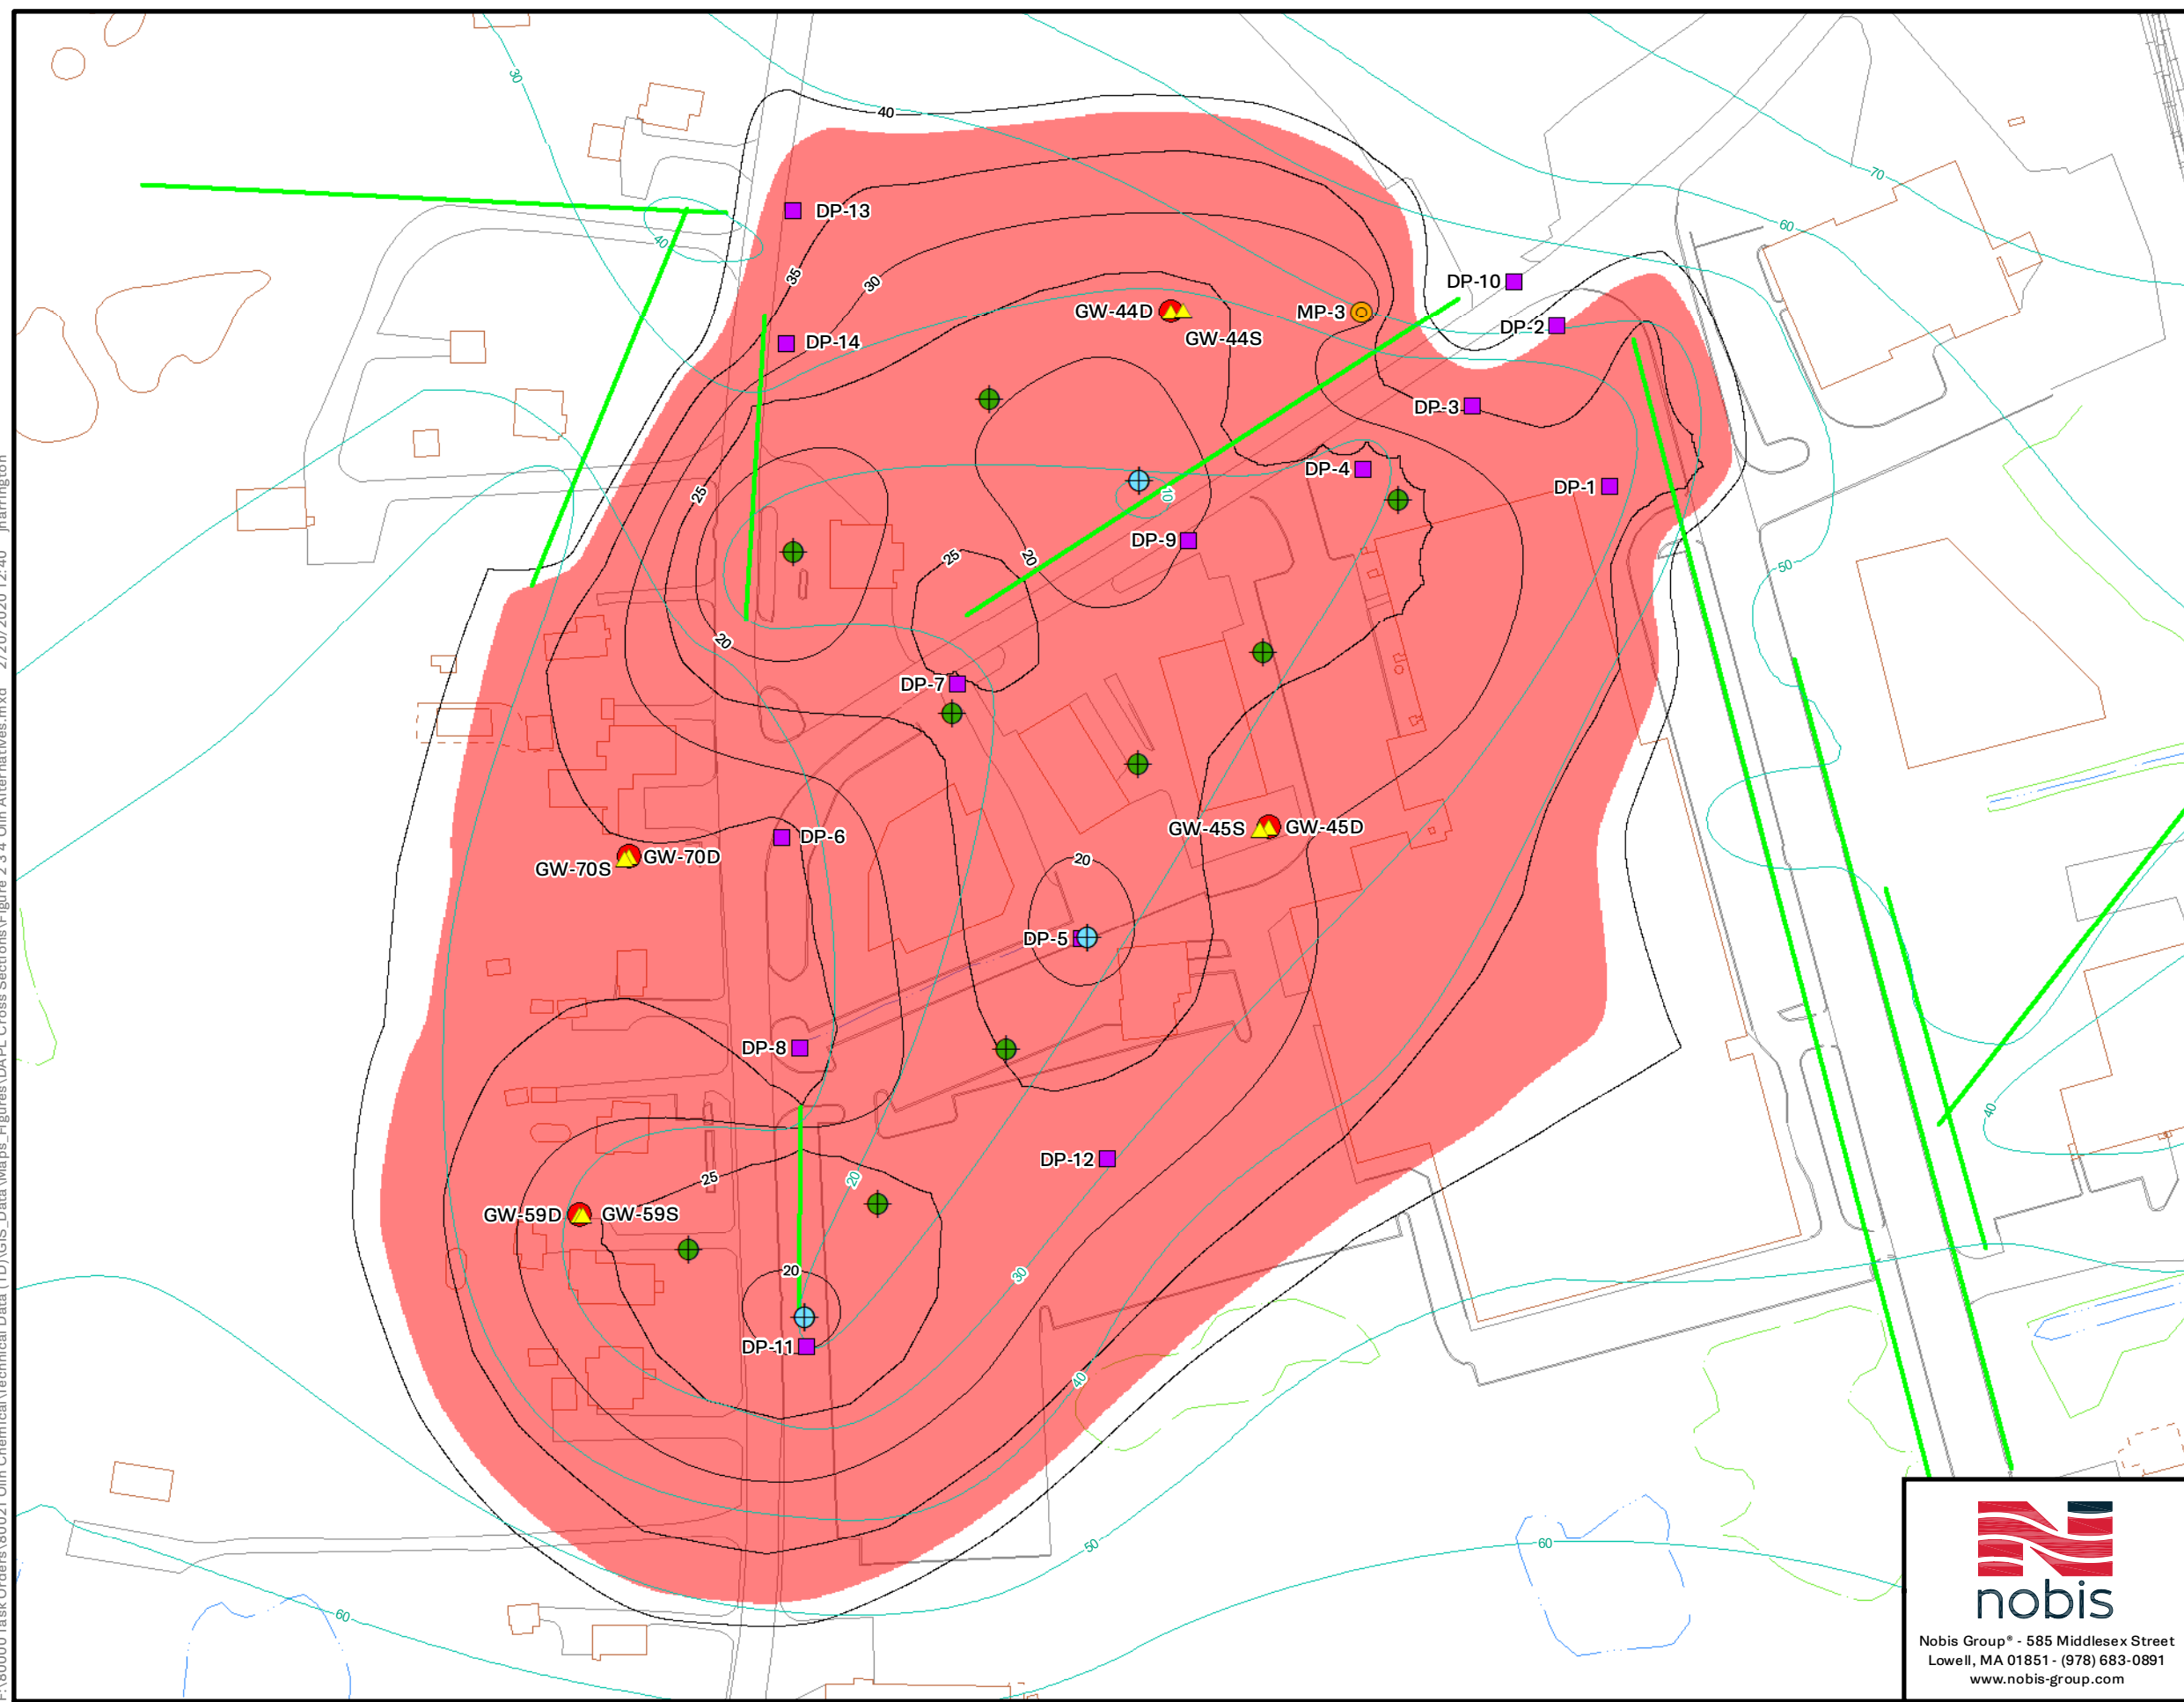 30
40
70
60
DP-13
40
35
30
DP-10
GW-44D
MP-3
GW-44S
DP-2
DP-14
DP-3
DP-4
DP-1
25
10
DP-9
25
20
50
20
DP-7
DP-6
GW-45S
GW-45D
GW-70D
GW-70S
20
DP-5
DP-8
40
DP-12
25
20
GW-59D
GW-59S
20
30
DP-11
40
50
60
60
nobis
Nobis Group® - 585 Middlesex Street
Lowell, MA 01851 - (978) 683-0891
www.nobis-group.com